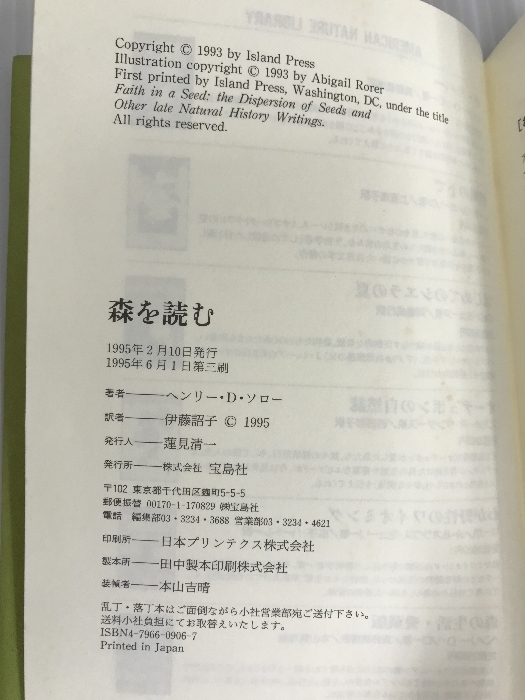 Copyright © 1993 by Island Press
Illustration copyright © 1993 by Abigail Rorer
First printed by Island Press, Washington, DC, under the title
Faith in a Seed: the Dispersion of Seeds and
Other late Natural History Writings.
All rights reserved.
森を読む
1995年2月10日発行
1995年6月1日第三刷
著者――ヘンリー・D・ソロー
訳者――伊藤詔子 © 1995
発行人――蓮見清一
発行所――株式会社 宝島社
〒102 東京都千代田区麹町5-5-5
郵便振替 00170-1-170829 ㈱宝島社
電話 編集部03・3234・3688 営業部03・3234・4621
印刷所――日本プリンテクス株式会社
製本所――田中製本印刷株式会社
装幀者――本山吉晴
乱丁・落丁本はご面倒ながら小社営業部宛ご送付下さい。
送料小社負担にてお取替えいたします。
ISBN4-7966-0906-7
Printed in Japan